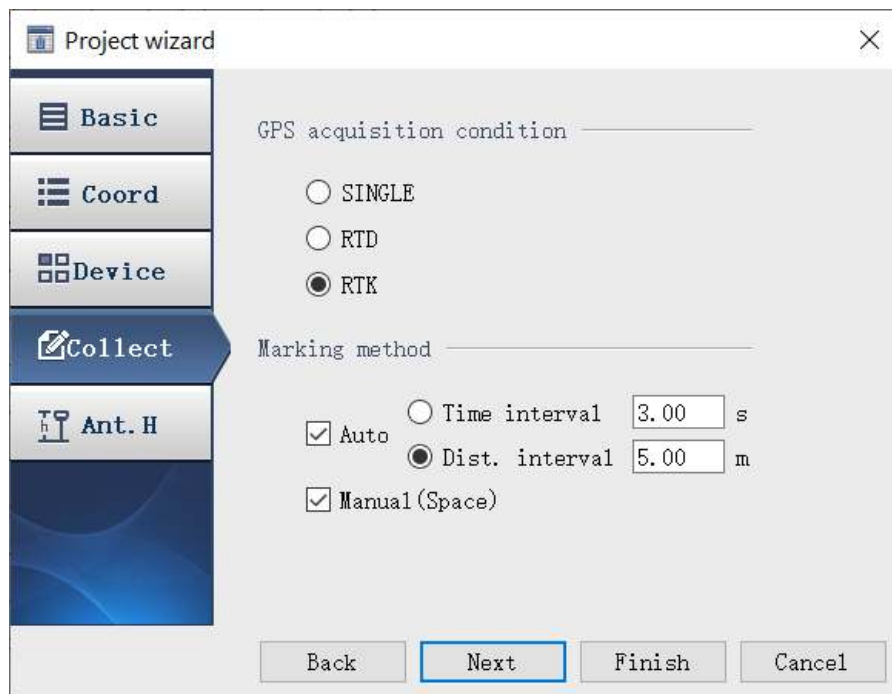 Project wizard
Basic
Coord
Device
Collect
Ant.H
GPS acquisition condition
SINGLE
RTD
RTK
Marking method
Auto
Time interval 3.00 s
Dist. interval 5.00 m
Manual(Space)
Back Next Finish Cancel